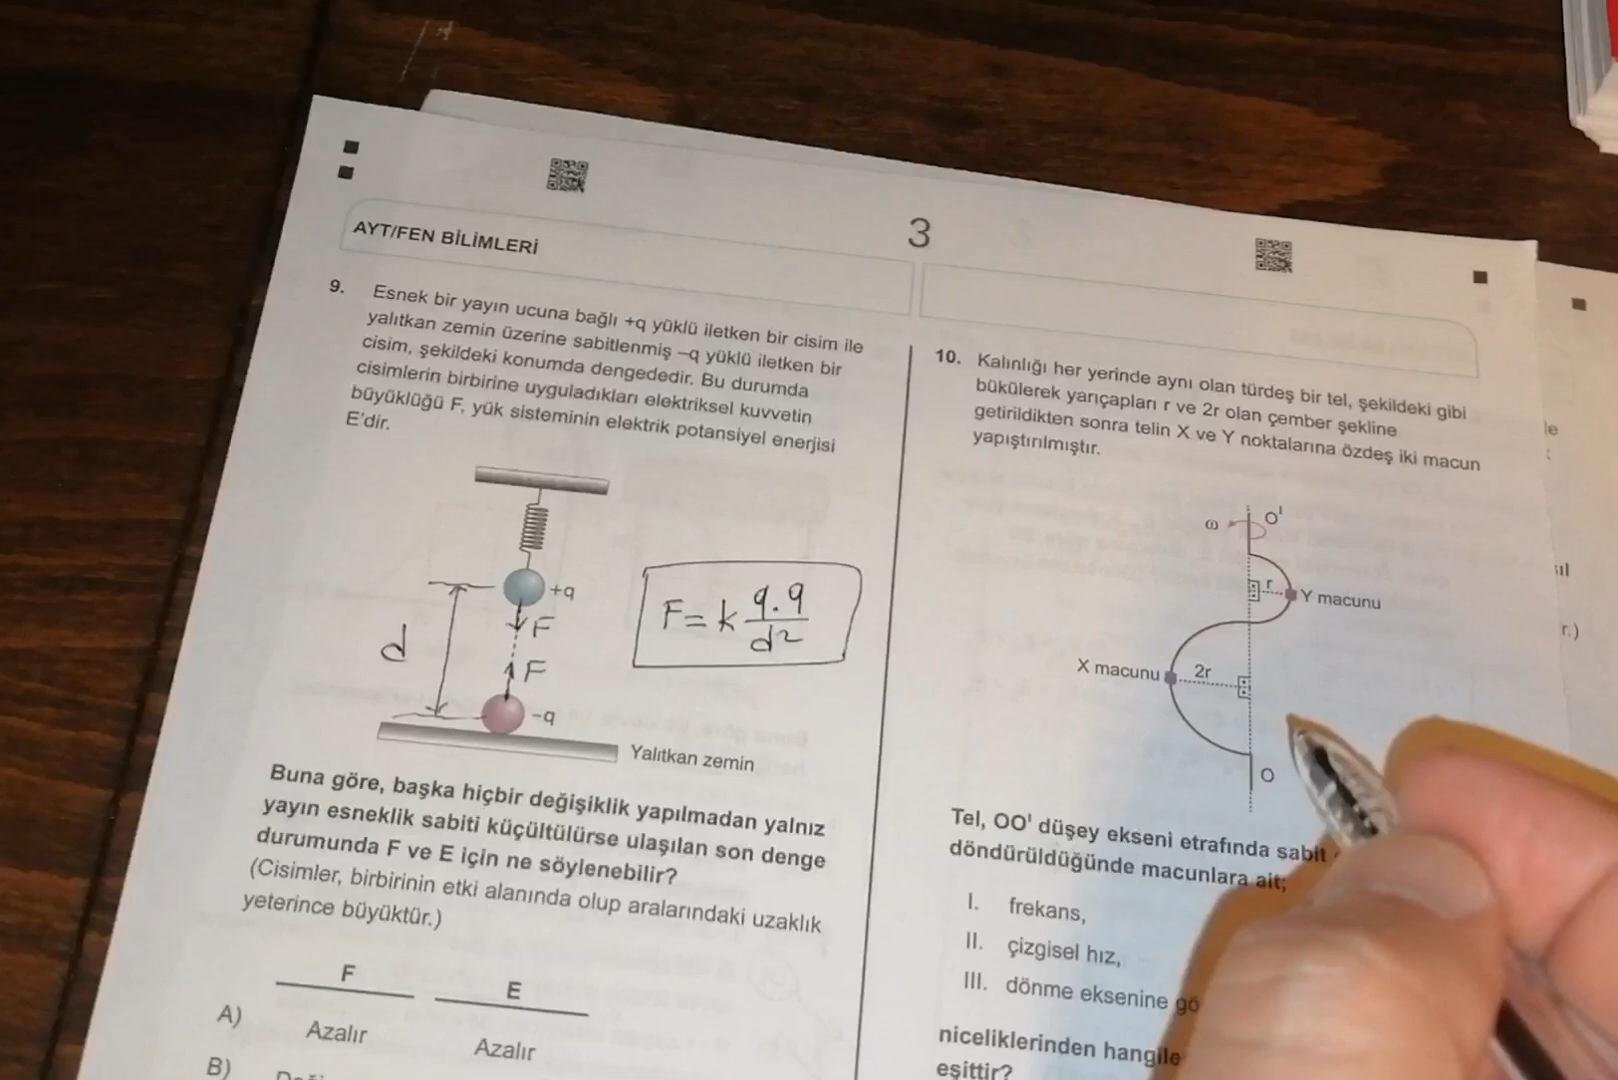 3
AYT/FEN BİLİMLERİ
9. Esnek bir yayın ucuna bağlı +q yüklü iletken bir cisim ile
yalıtkan zemin üzerine sabitlenmiş –q yüklü iletken bir
cisim, şekildeki konumda dengededir. Bu durumda
cisimlerin birbirine uyguladıkları elektriksel kuvvetin
büyüklüğü F, yük sisteminin elektrik potansiyel enerjisi
E'dir.
+q
F
d
F
-q
F = k q.q / d²
Yalıtkan zemin
Buna göre, başka hiçbir değişiklik yapılmadan yalnız
yayın esneklik sabiti küçültülürse ulaşılan son denge
durumunda F ve E için ne söylenebilir?
(Cisimler, birbirinin etki alanında olup aralarındaki uzaklık
yeterince büyüktür.)
F E
A) Azalır Azalır
B)
10. Kalınlığı her yerinde aynı olan türdeş bir tel, şekildeki gibi
bükülerek yarıçapları r ve 2r olan çember şekline
getirildikten sonra telin X ve Y noktalarına özdeş iki macun
yapıştırılmıştır.
ω O'
r Y macunu
X macunu 2r
O
Tel, OO' düşey ekseni etrafında sabit
döndürüldüğünde macunlara ait;
I. frekans,
II. çizgisel hız,
III. dönme eksenine gö
niceliklerinden hangile
eşittir?
r.)